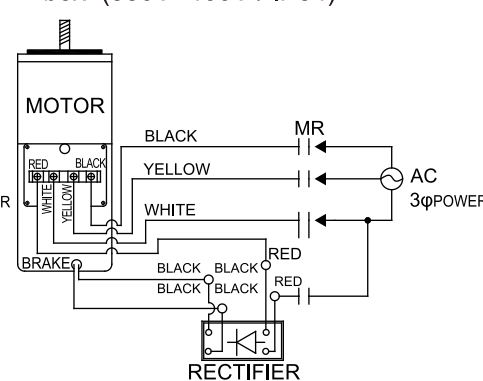 MOTOR
RED
BLACK
WHITE
YELLOW
R
BRAKE
BLACK
MR
YELLOW
AC
3φPOWER
WHITE
RED
BLACK BLACK
RED
BLACK BLACK
RECTIFIER